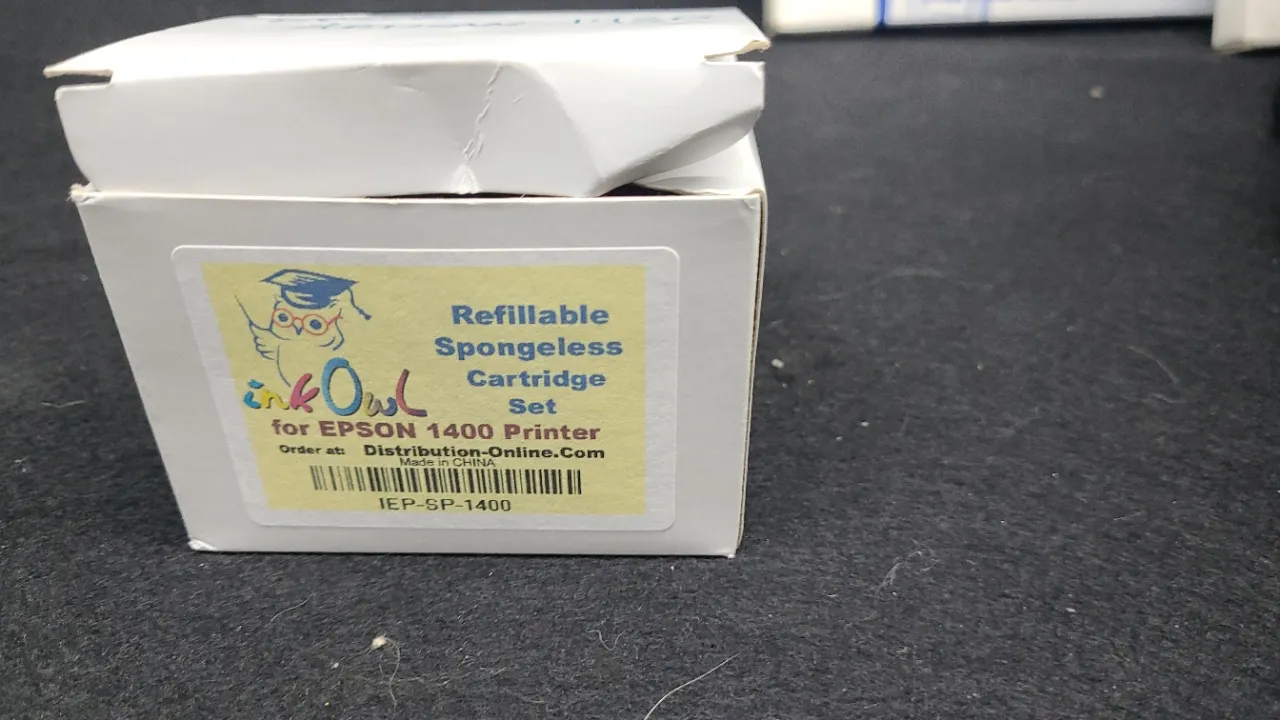 Refillable
Spongeless
Cartridge
Set
inkOwl
for EPSON 1400 Printer
Order at: Distribution-Online.Com
Made in CHINA
IEP-SP-1400